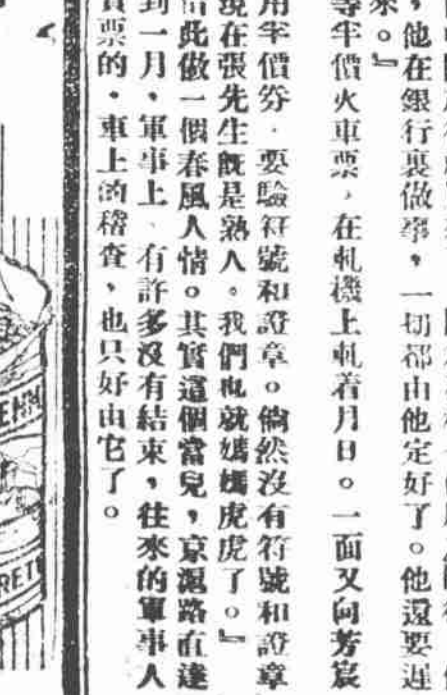 ，他在銀行裏做事，一切都由他定好了。他還要遲
來。』
等半價火車票，在軋機上軋着月日。一面又向芳宸
用半價券．要驗符號和證章。倘然沒有符號和證章
現在張先生旣是熟人。我們也就媽媽虎虎了。』
此做一個春風人情。其實這個當兒，京滬路直達
到一月、軍事上、有許多沒有結束，往來的軍事人
買票的．車上的稽查、也只好由它了。
RET